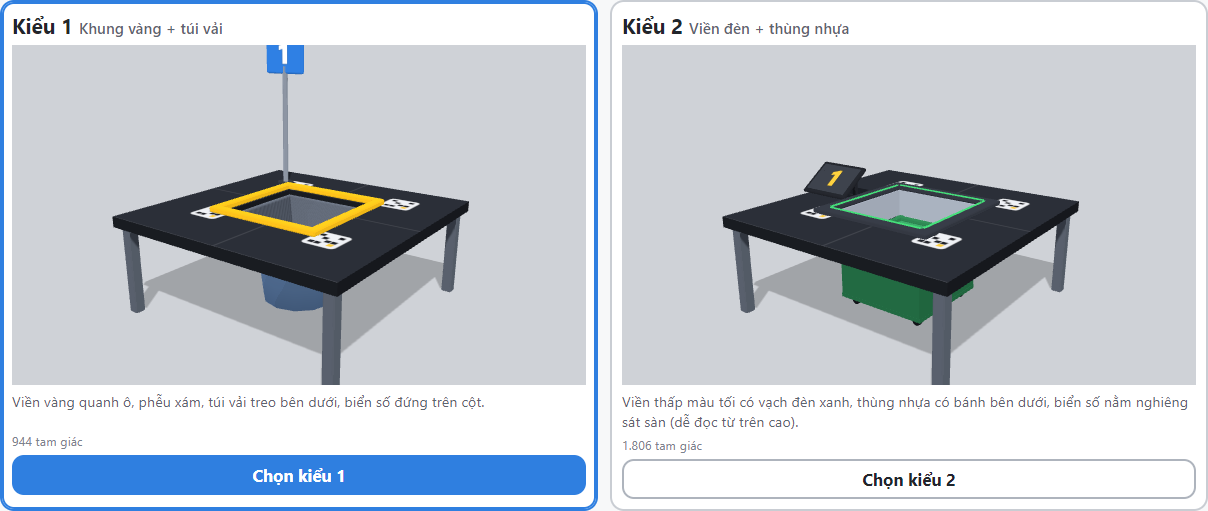 Kiểu 1 Khung vàng + túi vải
1
Viền vàng quanh ô, phễu xám, túi vải treo bên dưới, biển số đứng trên cột.
944 tam giác
Chọn kiểu 1
Kiểu 2 Viền đèn + thùng nhựa
1
Viền thấp màu tối có vạch đèn xanh, thùng nhựa có bánh bên dưới, biển số nằm nghiêng
sát sàn (dễ đọc từ trên cao).
1.806 tam giác
Chọn kiểu 2